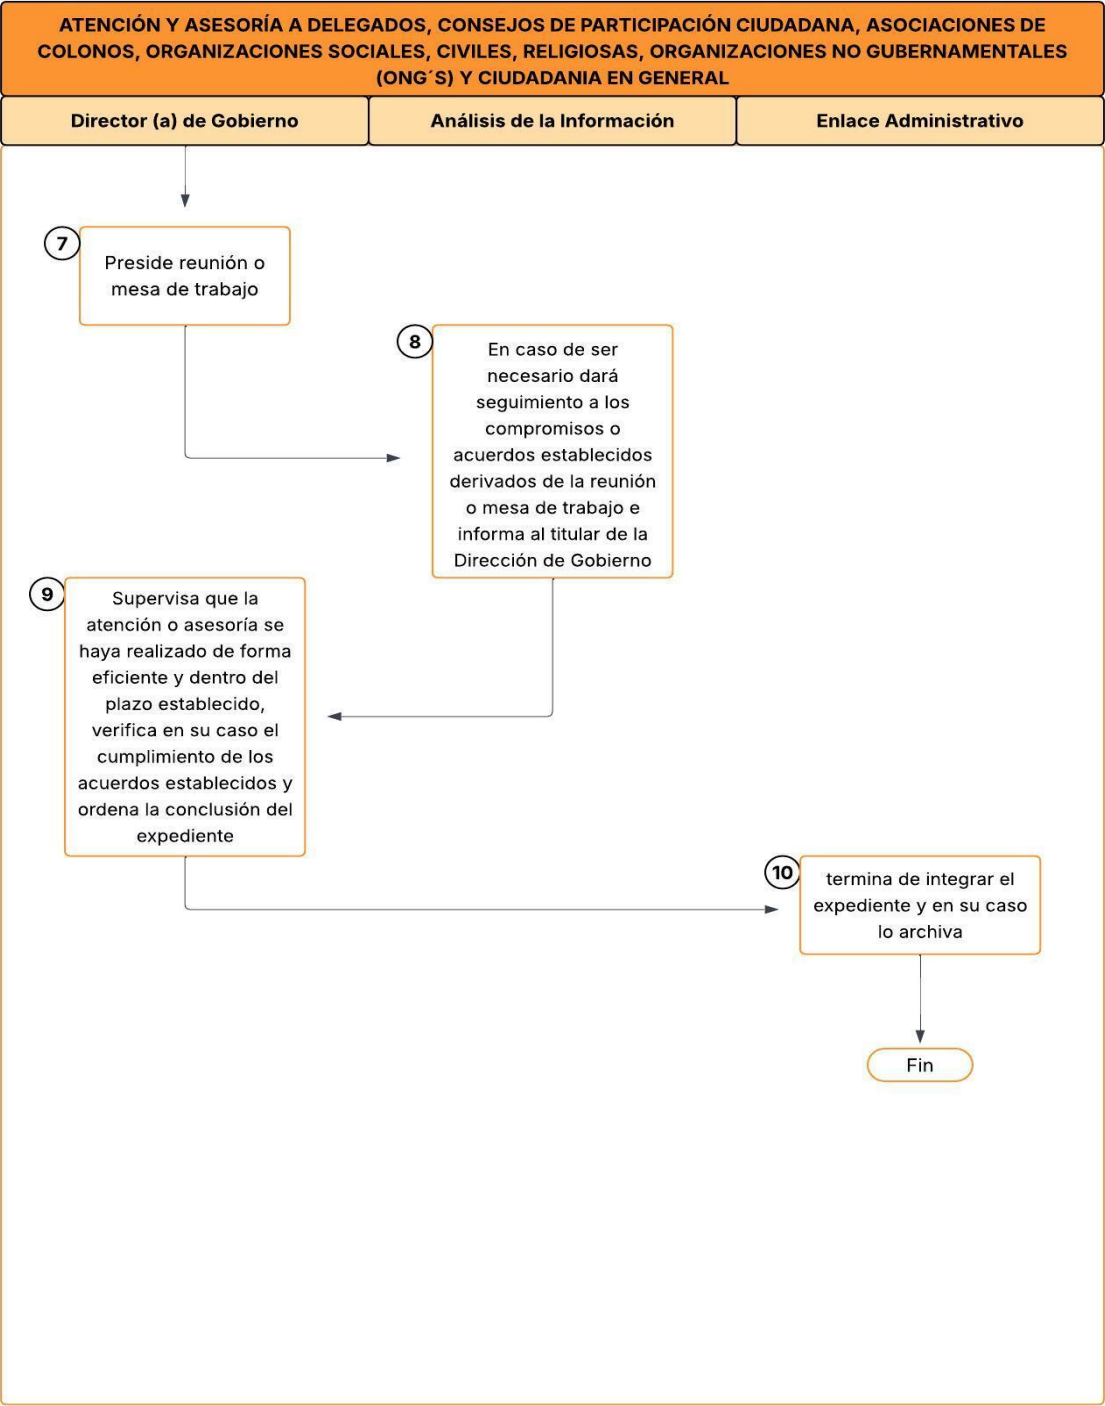 ATENCIÓN Y ASESORÍA A DELEGADOS, CONSEJOS DE PARTICIPACIÓN CIUDADANA, ASOCIACIONES DE
COLONOS, ORGANIZACIONES SOCIALES, CIVILES, RELIGIOSAS, ORGANIZACIONES NO GUBERNAMENTALES
(ONG´S) Y CIUDADANIA EN GENERAL
Director (a) de Gobierno
Análisis de la Información
Enlace Administrativo
7
Preside reunión o
mesa de trabajo
8
En caso de ser
necesario dará
seguimiento a los
compromisos o
acuerdos establecidos
derivados de la reunión
o mesa de trabajo e
informa al titular de la
Dirección de Gobierno
9
Supervisa que la
atención o asesoría se
haya realizado de forma
eficiente y dentro del
plazo establecido,
verifica en su caso el
cumplimiento de los
acuerdos establecidos y
ordena la conclusión del
expediente
10
termina de integrar el
expediente y en su caso
lo archiva
Fin